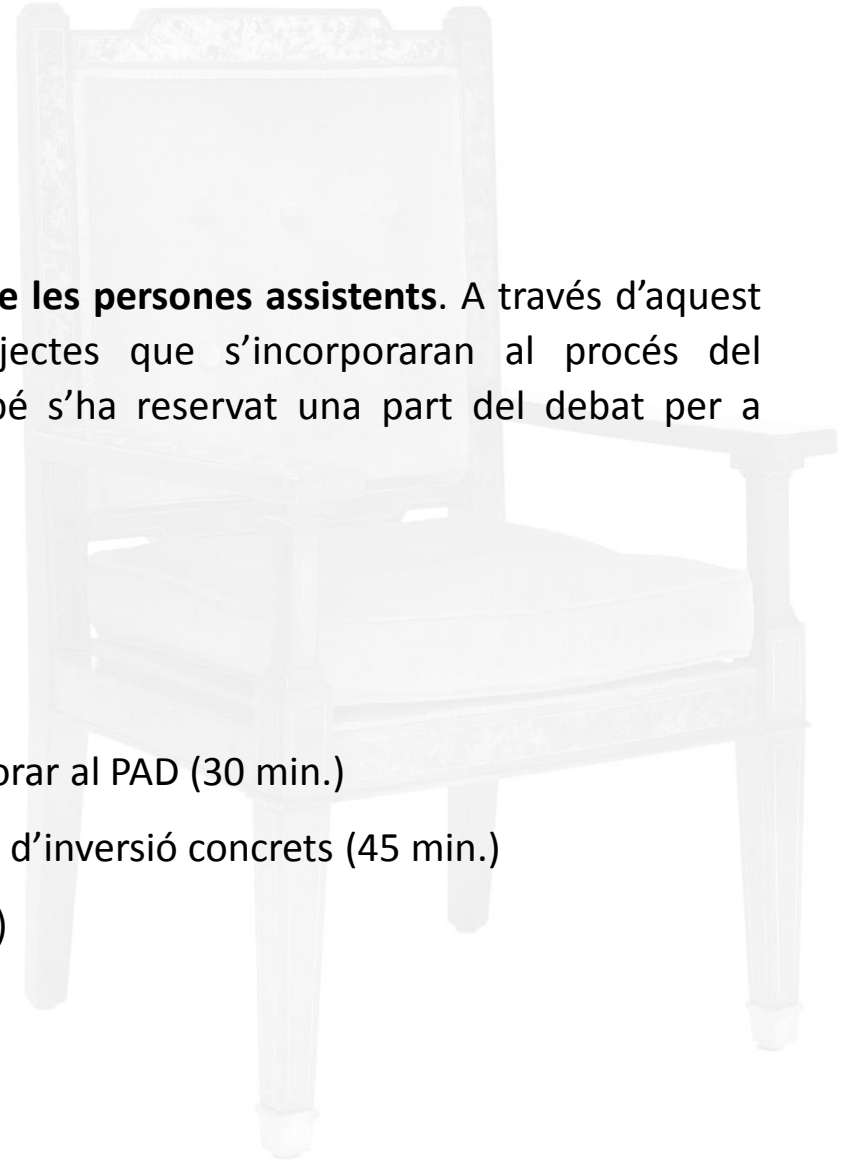 e les persones assistents. A través d’aquest
jectes que s’incorporaran al procés del
bé s’ha reservat una part del debat per a
orar al PAD (30 min.)
d’inversió concrets (45 min.)
)